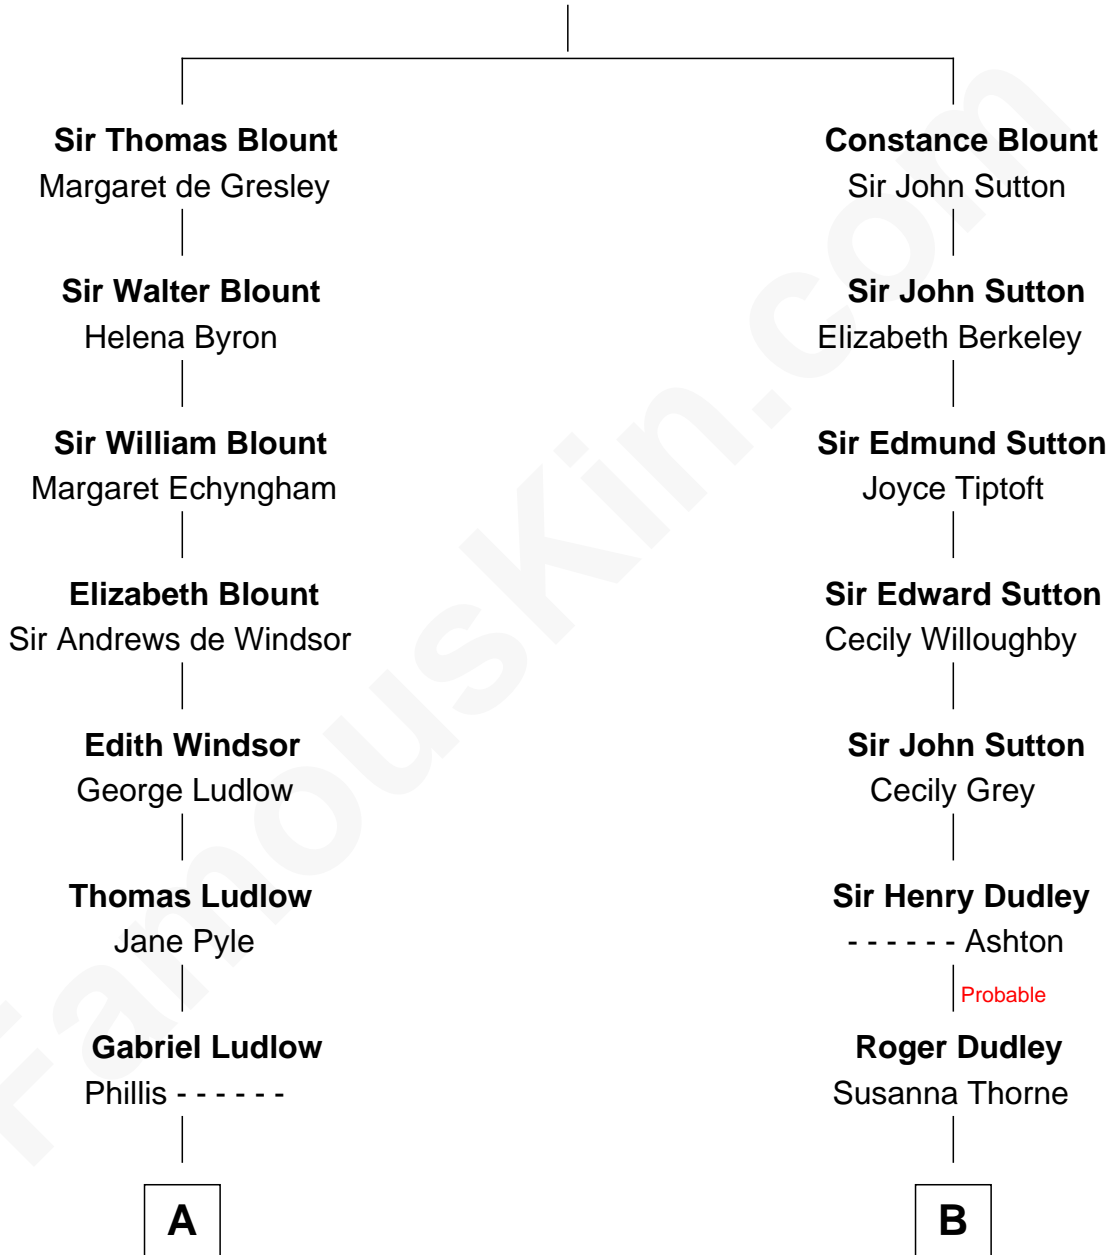 Sir Thomas Blount
Margaret de Gresley
Sir Walter Blount
Helena Byron
Sir William Blount
Margaret Echyngham
Elizabeth Blount
Sir Andrews de Windsor
Edith Windsor
George Ludlow
Thomas Ludlow
Jane Pyle
Gabriel Ludlow
Phillis - - - - - -
A
Constance Blount
Sir John Sutton
Sir John Sutton
Elizabeth Berkeley
Sir Edmund Sutton
Joyce Tiptoft
Sir Edward Sutton
Cecily Willoughby
Sir John Sutton
Cecily Grey
Sir Henry Dudley
- - - - - - Ashton
Probable
Roger Dudley
Susanna Thorne
B
FamousKin.com